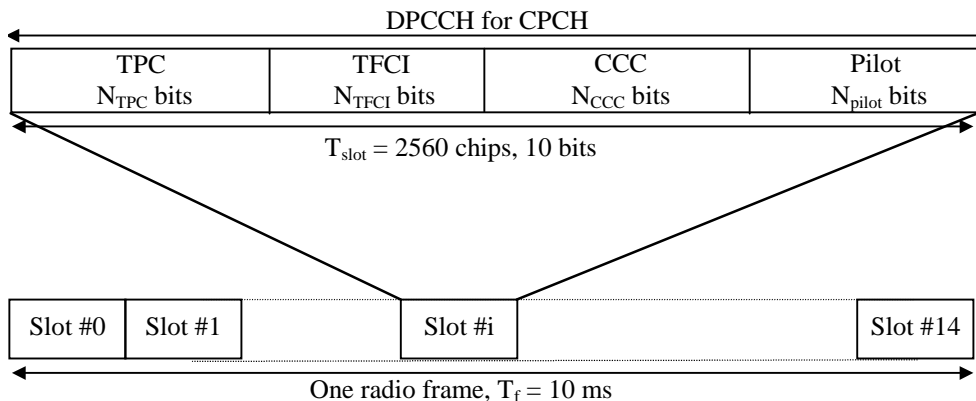 DPCCH for CPCH
TPC TFCI CCC Pilot
N_TPC bits N_TFCI bits N_CCC bits N_pilot bits
T_slot = 2560 chips, 10 bits
Slot #0 Slot #1 Slot #i Slot #14
One radio frame, T_f = 10 ms